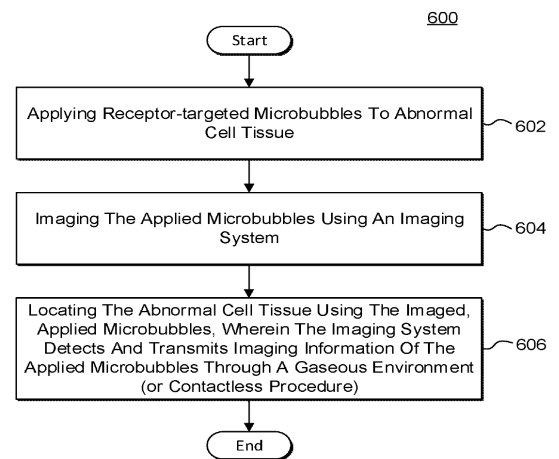 600
Start
Applying Receptor-targeted Microbubbles To Abnormal
Cell Tissue
602
Imaging The Applied Microbubbles Using An Imaging
System
604
Locating The Abnormal Cell Tissue Using The Imaged,
Applied Microbubbles, Wherein The Imaging System
Detects And Transmits Imaging Information Of The
Applied Microbubbles Through A Gaseous Environment
(or Contactless Procedure)
606
End